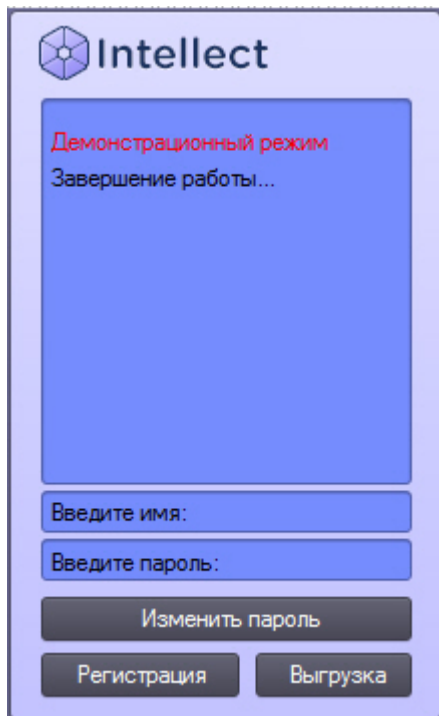 Intellect
Демонстрационный режим
Завершение работы...
Введите имя:
Введите пароль:
Изменить пароль
Регистрация Выгрузка